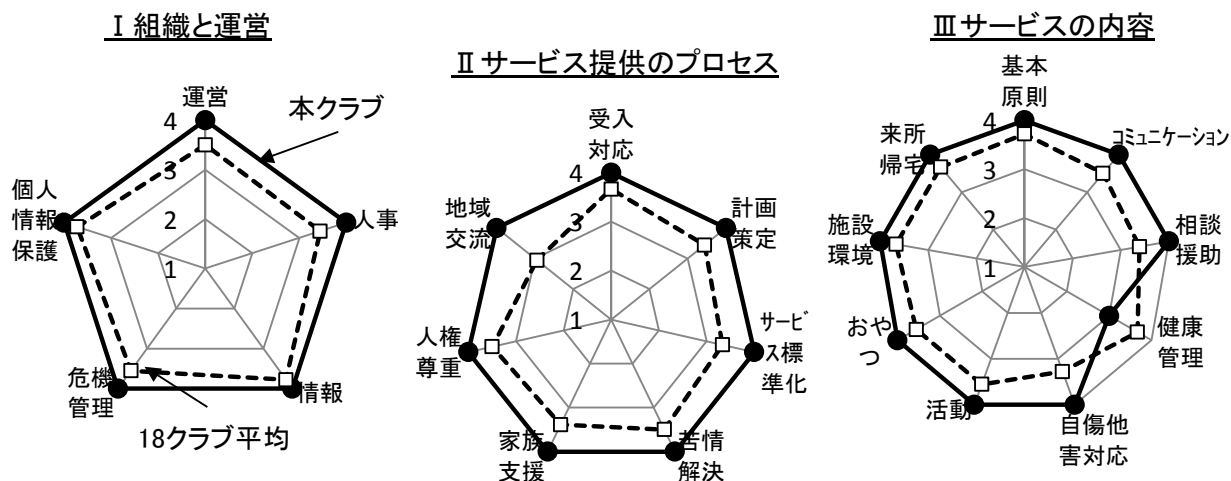 Ⅰ 組織と運営
運営
4
3
2
1
本クラブ
人事
情報
危機
管理
個人
情報
保護
18クラブ平均
Ⅱ サービス提供のプロセス
受入
対応
4
3
2
1
計画
策定
サービ
ス標
準化
苦情
解決
家族
支援
人権
尊重
地域
交流
Ⅲサービスの内容
基本
原則
4
3
2
1
コミュニケーション
相談
援助
健康
管理
自傷他
害対応
活動
おや
つ
施設
環境
来所
帰宅